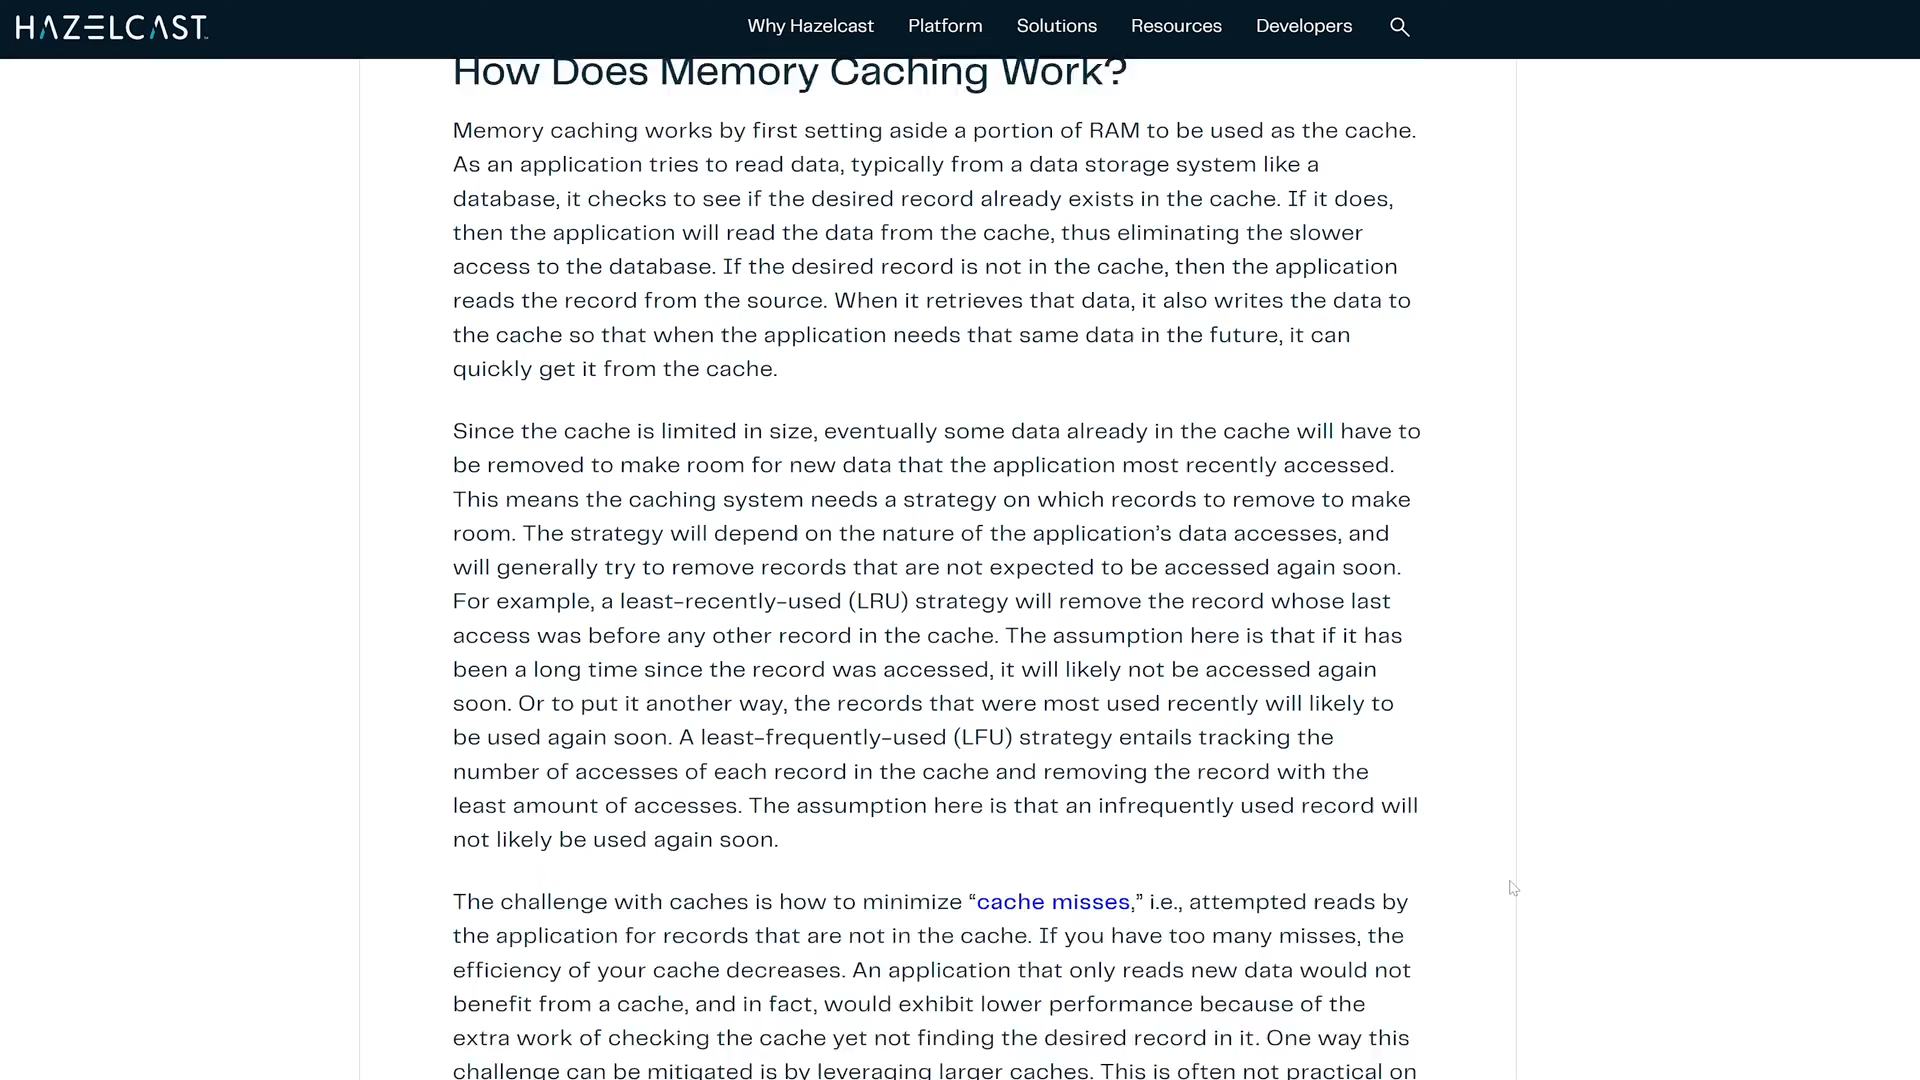 HAZELCAST
Why Hazelcast Platform Solutions Resources Developers
How Does Memory Caching Work?
Memory caching works by first setting aside a portion of RAM to be used as the cache.
As an application tries to read data, typically from a data storage system like a
database, it checks to see if the desired record already exists in the cache. If it does,
then the application will read the data from the cache, thus eliminating the slower
access to the database. If the desired record is not in the cache, then the application
reads the record from the source. When it retrieves that data, it also writes the data to
the cache so that when the application needs that same data in the future, it can
quickly get it from the cache.
Since the cache is limited in size, eventually some data already in the cache will have to
be removed to make room for new data that the application most recently accessed.
This means the caching system needs a strategy on which records to remove to make
room. The strategy will depend on the nature of the application’s data accesses, and
will generally try to remove records that are not expected to be accessed again soon.
For example, a least-recently-used (LRU) strategy will remove the record whose last
access was before any other record in the cache. The assumption here is that if it has
been a long time since the record was accessed, it will likely not be accessed again
soon. Or to put it another way, the records that were most used recently will likely to
be used again soon. A least-frequently-used (LFU) strategy entails tracking the
number of accesses of each record in the cache and removing the record with the
least amount of accesses. The assumption here is that an infrequently used record will
not likely be used again soon.
The challenge with caches is how to minimize “cache misses,” i.e., attempted reads by
the application for records that are not in the cache. If you have too many misses, the
efficiency of your cache decreases. An application that only reads new data would not
benefit from a cache, and in fact, would exhibit lower performance because of the
extra work of checking the cache yet not finding the desired record in it. One way this
challenge can be mitigated is by leveraging larger caches. This is often not practical on